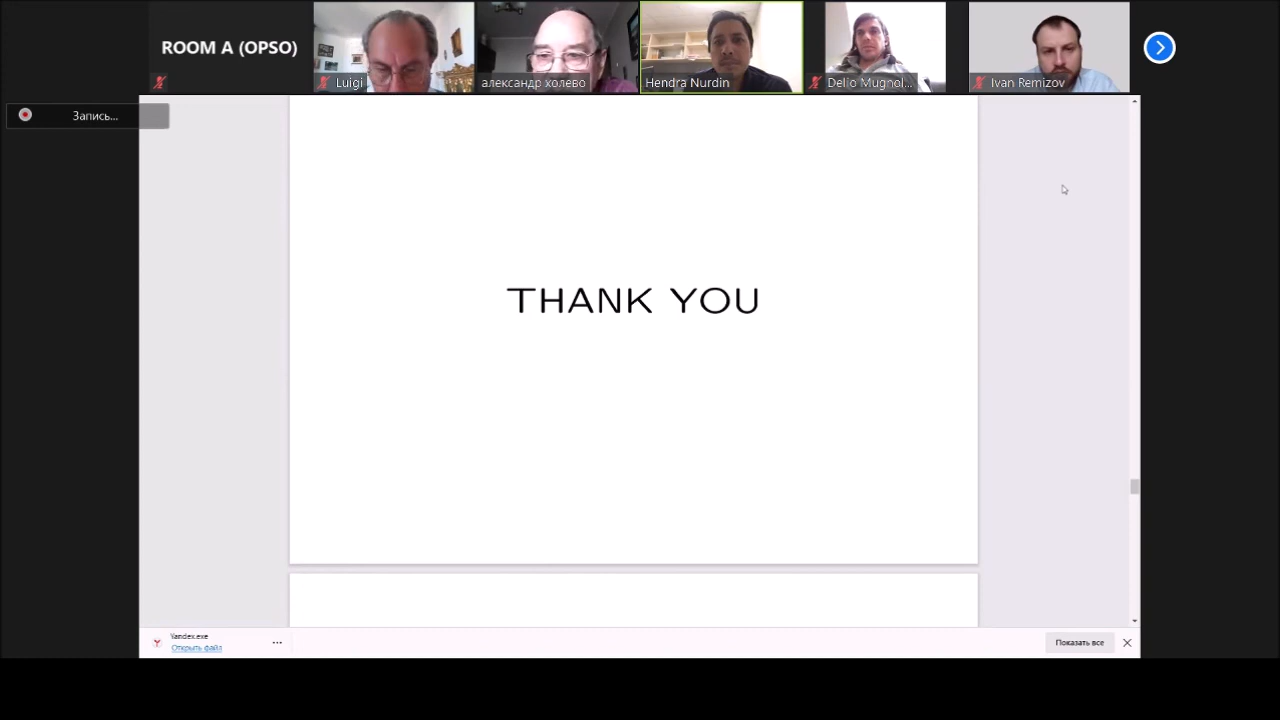 ROOM A (OPSO)
Luigi
александр холево
Hendra Nurdin
Dello Mugnol...
Ivan Remizov
Запись...
THANK YOU
Yandex.exe
Открыть файл
...
Показать все